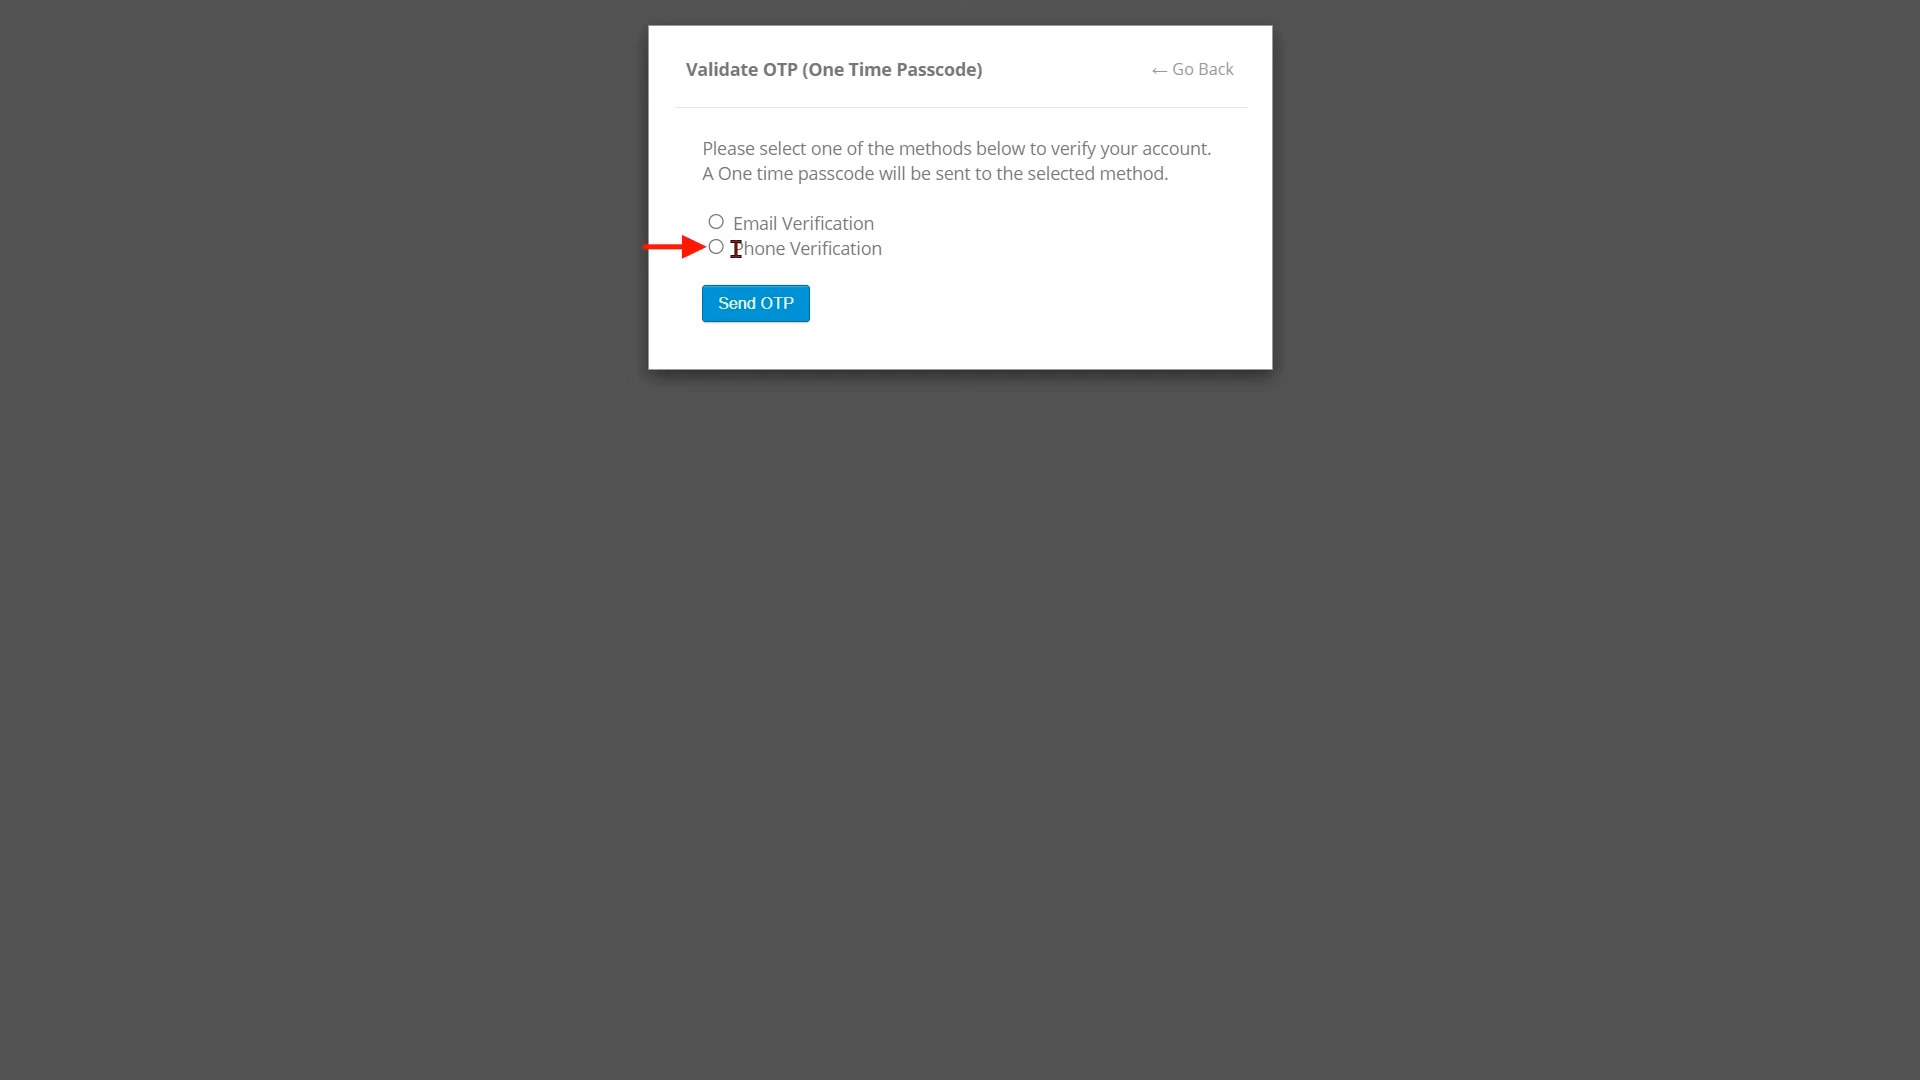 Validate OTP (One Time Passcode)
← Go Back
Please select one of the methods below to verify your account.
A One time passcode will be sent to the selected method.
Email Verification
Phone Verification
Send OTP